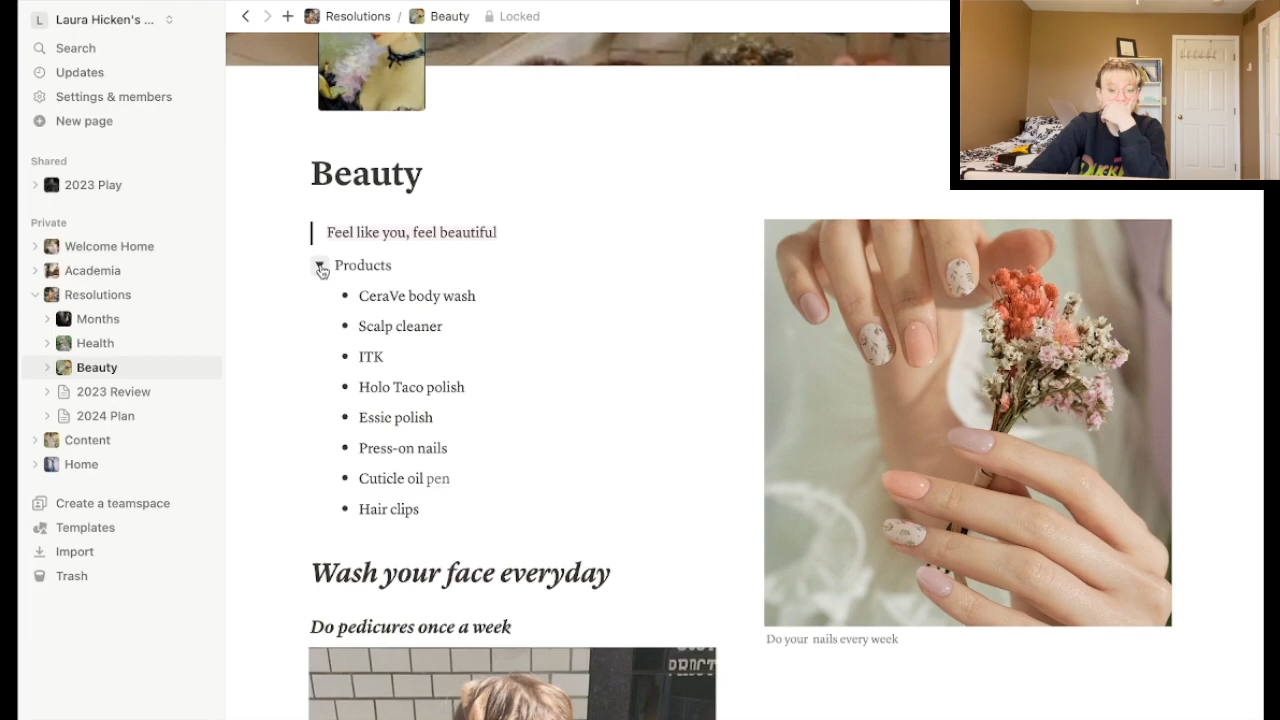 L Laura Hicken's ...
Search
Updates
Settings & members
New page
Shared
2023 Play
Private
Welcome Home
Academia
Resolutions
Months
Health
Beauty
2023 Review
2024 Plan
Content
Home
Create a teamspace
Templates
Import
Trash
Resolutions / Beauty Locked
Beauty
Feel like you, feel beautiful
Products
• CeraVe body wash
• Scalp cleaner
• ITK
• Holo Taco polish
• Essie polish
• Press-on nails
• Cuticle oil pen
• Hair clips
Wash your face everyday
Do pedicures once a week
Do your nails every week